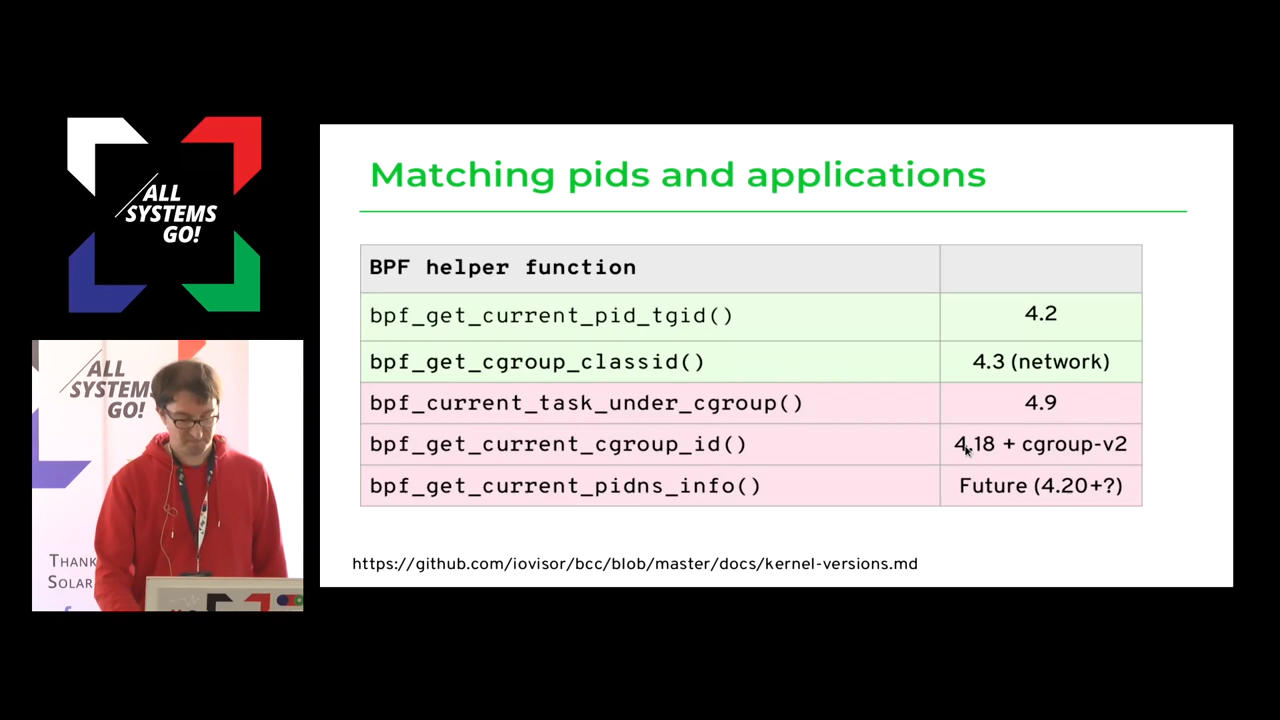 ALL
SYSTEMS
GO!
ALL
SYSTEMS
GO!
THANK
SOLAR
Matching pids and applications
BPF helper function
bpf_get_current_pid_tgid() 4.2
bpf_get_cgroup_classid() 4.3 (network)
bpf_current_task_under_cgroup() 4.9
bpf_get_current_cgroup_id() 4.18 + cgroup-v2
bpf_get_current_pidns_info() Future (4.20+?)
https://github.com/iovisor/bcc/blob/master/docs/kernel-versions.md